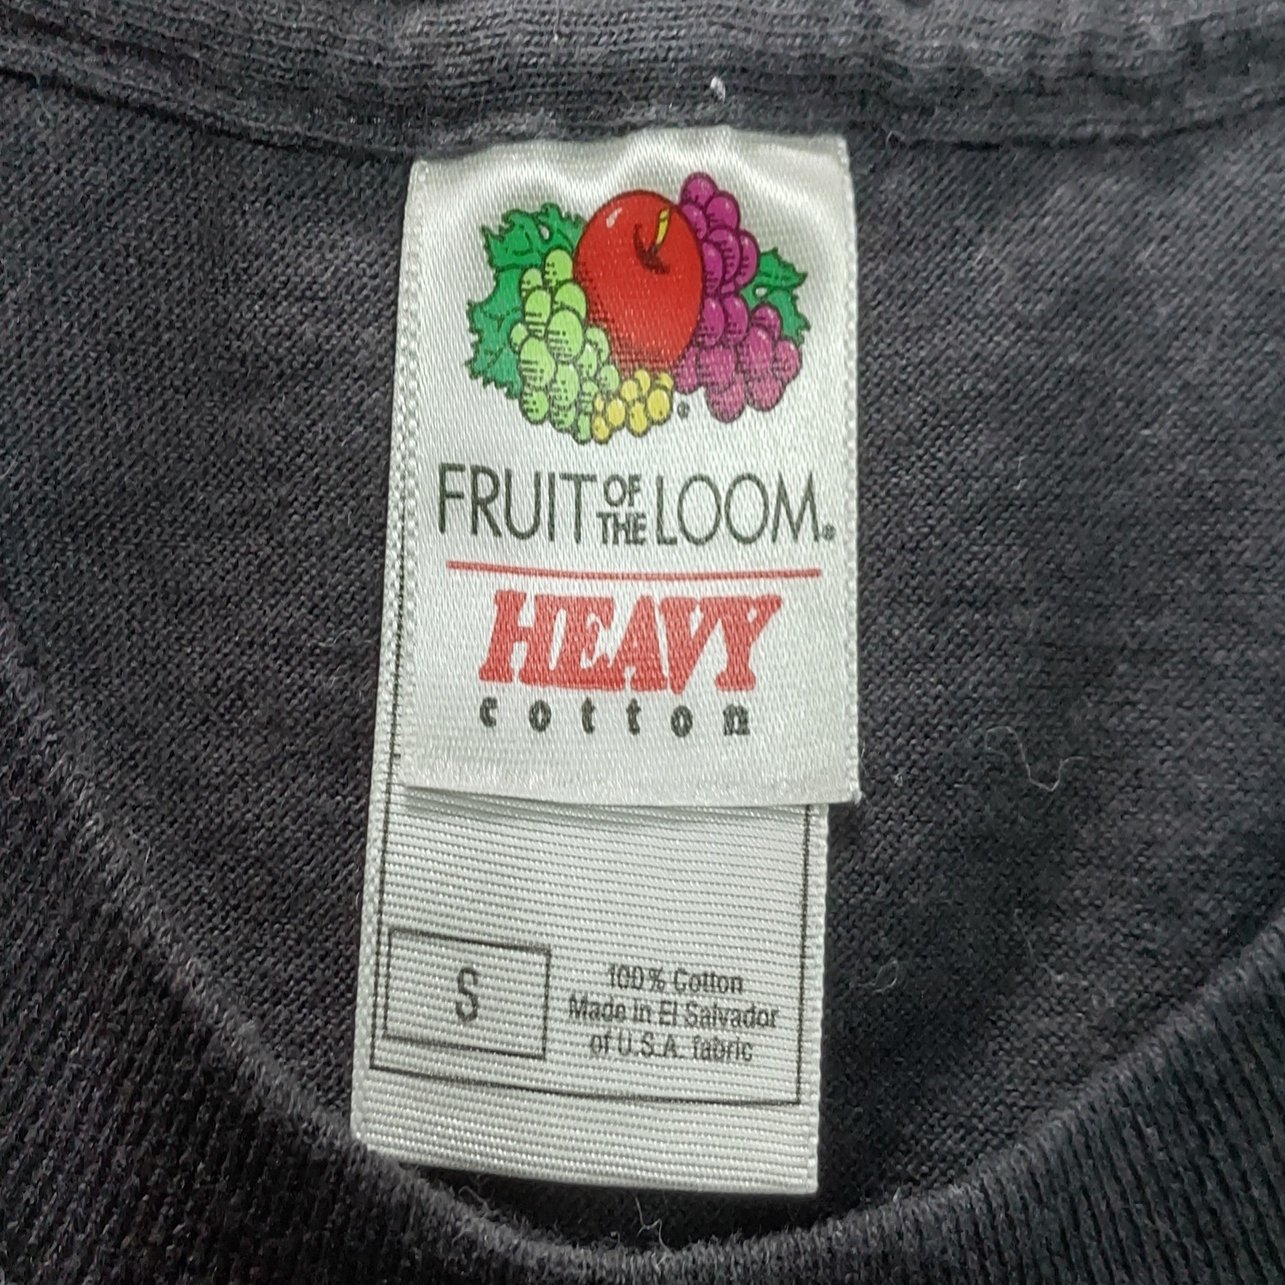 FRUIT OF THE LOOM®
HEAVY
cotton
S
100% Cotton
Made in El Salvador
of U.S.A. fabric